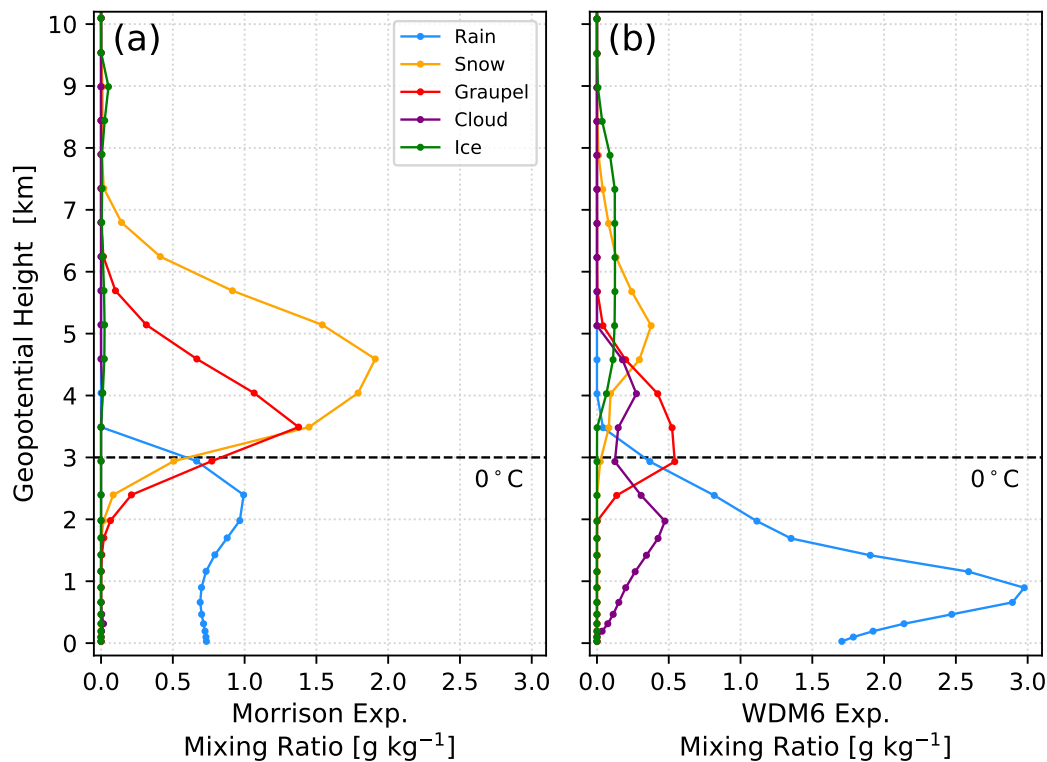 (a)
Rain
Snow
Graupel
Cloud
Ice
Geopotential Height [km]
10
9
8
7
6
5
4
3
2
1
0
0°C
0.0 0.5 1.0 1.5 2.0 2.5 3.0
Morrison Exp.
Mixing Ratio [g kg⁻¹]
(b)
0°C
0.0 0.5 1.0 1.5 2.0 2.5 3.0
WDM6 Exp.
Mixing Ratio [g kg⁻¹]